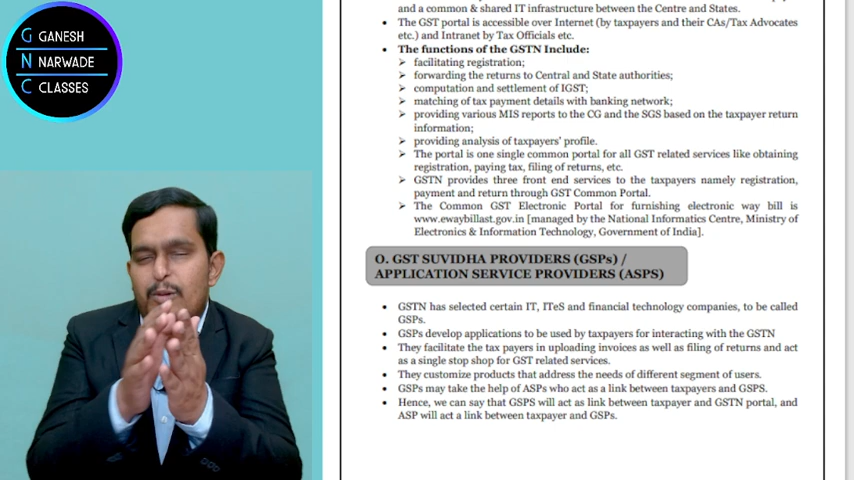 G GANESH
N NARWADE
C CLASSES
and a common & shared IT infrastructure between the Centre and States.
• The GST portal is accessible over Internet (by taxpayers and their CAs/Tax Advocates
etc.) and Intranet by Tax Officials etc.
• The functions of the GSTN Include:
➢ facilitating registration;
➢ forwarding the returns to Central and State authorities;
➢ computation and settlement of IGST;
➢ matching of tax payment details with banking network;
➢ providing various MIS reports to the CG and the SGS based on the taxpayer return
information;
➢ providing analysis of taxpayers' profile.
➢ The portal is one single common portal for all GST related services like obtaining
registration, paying tax, filing of returns, etc.
➢ GSTN provides three front end services to the taxpayers namely registration,
payment and return through GST Common Portal.
➢ The Common GST Electronic Portal for furnishing electronic way bill is
www.ewaybillast.gov.in [managed by the National Informatics Centre, Ministry of
Electronics & Information Technology, Government of India].
O. GST SUVIDHA PROVIDERS (GSPs) /
APPLICATION SERVICE PROVIDERS (ASPS)
• GSTN has selected certain IT, ITeS and financial technology companies, to be called
GSPs.
• GSPs develop applications to be used by taxpayers for interacting with the GSTN
• They facilitate the tax payers in uploading invoices as well as filing of returns and act
as a single stop shop for GST related services.
• They customize products that address the needs of different segment of users.
• GSPs may take the help of ASPs who act as a link between taxpayers and GSPS.
• Hence, we can say that GSPS will act as link between taxpayer and GSTN portal, and
ASP will act a link between taxpayer and GSPs.